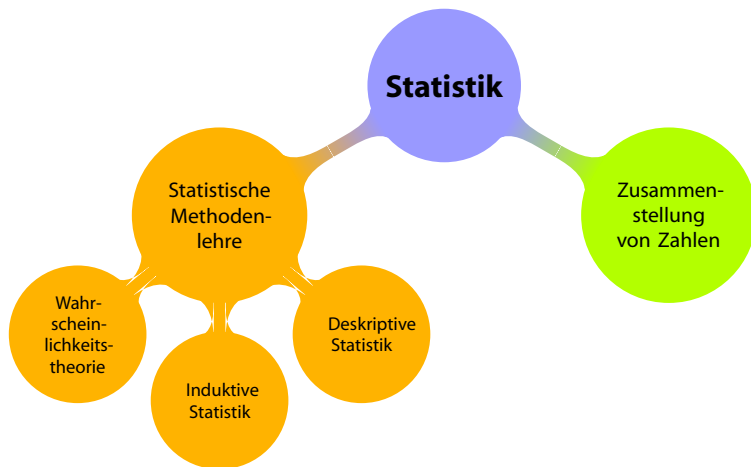 Statistik
Statistische
Methoden-
lehre
Zusammen-
stellung
von Zahlen
Wahr-
schein-
lichkeits-
theorie
Induktive
Statistik
Deskriptive
Statistik